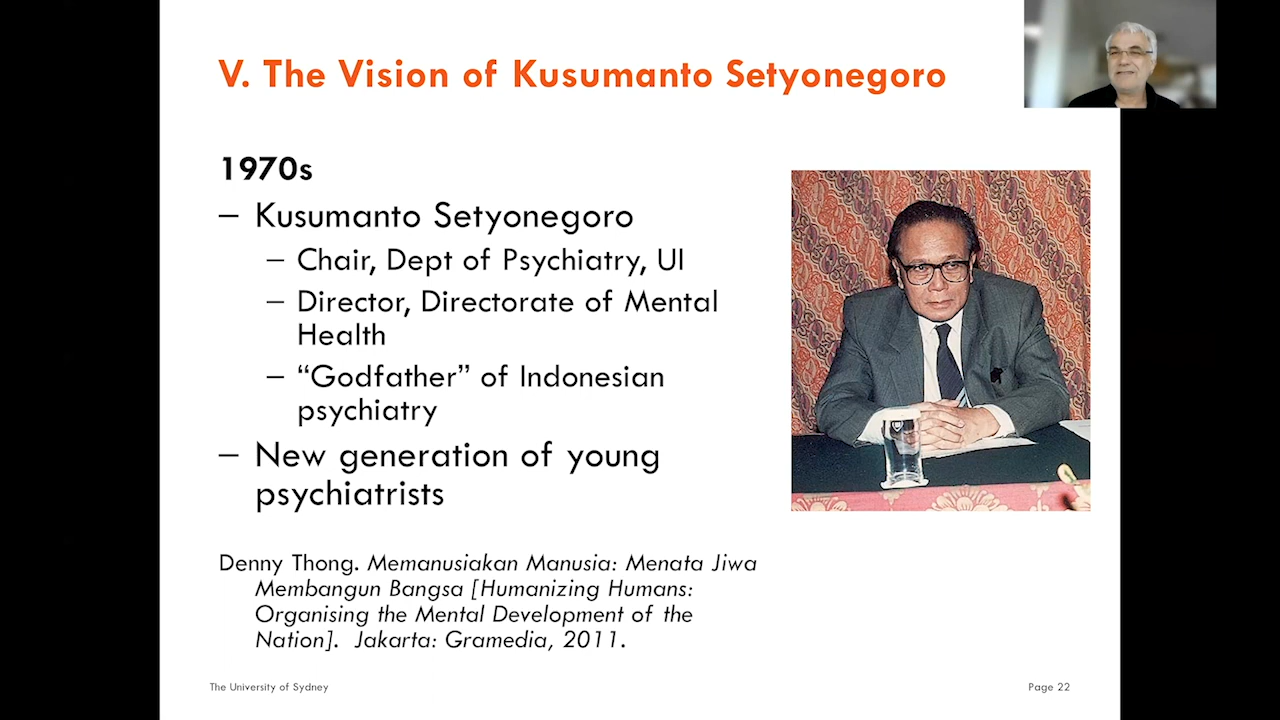 V. The Vision of Kusumanto Setyonegoro
1970s
– Kusumanto Setyonegoro
– Chair, Dept of Psychiatry, UI
– Director, Directorate of Mental
Health
– “Godfather” of Indonesian
psychiatry
– New generation of young
psychiatrists
Denny Thong. Memanusiakan Manusia: Menata Jiwa
Membangun Bangsa [Humanizing Humans:
Organising the Mental Development of the
Nation]. Jakarta: Gramedia, 2011.
The University of Sydney
Page 22